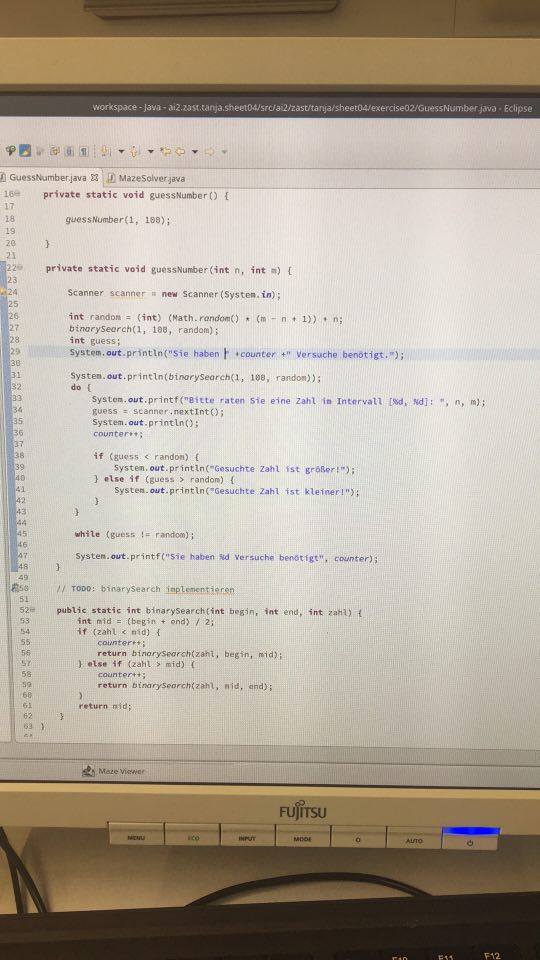 workspace - Java - ai2.zast.tanja.sheet04/src/ai2/zast/tanja/sheet04/exercise02/GuessNumber.java - Eclipse
GuessNumber.java MazeSolver.java
16 private static void guessNumber() {
17
18 guessNumber(1, 100);
19
20 }
21
22 private static void guessNumber(int n, int m) {
23
24 Scanner scanner = new Scanner(System.in);
25
26 int random = (int) (Math.random() * (m - n + 1)) + n;
27 binarySearch(1, 100, random);
28 int guess;
29 System.out.println("Sie haben " +counter +" Versuche benötigt.");
30
31 System.out.println(binarySearch(1, 100, random));
32 do {
33 System.out.printf("Bitte raten Sie eine Zahl im Intervall [%d, %d]: ", n, m);
34 guess = scanner.nextInt();
35 System.out.println();
36 counter++;
37
38 if (guess < random) {
39 System.out.println("Gesuchte Zahl ist größer!");
40 } else if (guess > random) {
41 System.out.println("Gesuchte Zahl ist kleiner!");
42 }
43 }
44
45 while (guess != random);
46
47 System.out.printf("Sie haben %d Versuche benötigt", counter);
48 }
49
50 // TODO: binarySearch implementieren
51
52 public static int binarySearch(int begin, int end, int zahl) {
53 int mid = (begin + end) / 2;
54 if (zahl < mid) {
55 counter++;
56 return binarySearch(zahl, begin, mid);
57 } else if (zahl > mid) {
58 counter++;
59 return binarySearch(zahl, mid, end);
60 }
61 return mid;
62 }
63 }
Maze Viewer
FUJITSU
MENU ECO INPUT MODE AUTO
F10 F11 F12